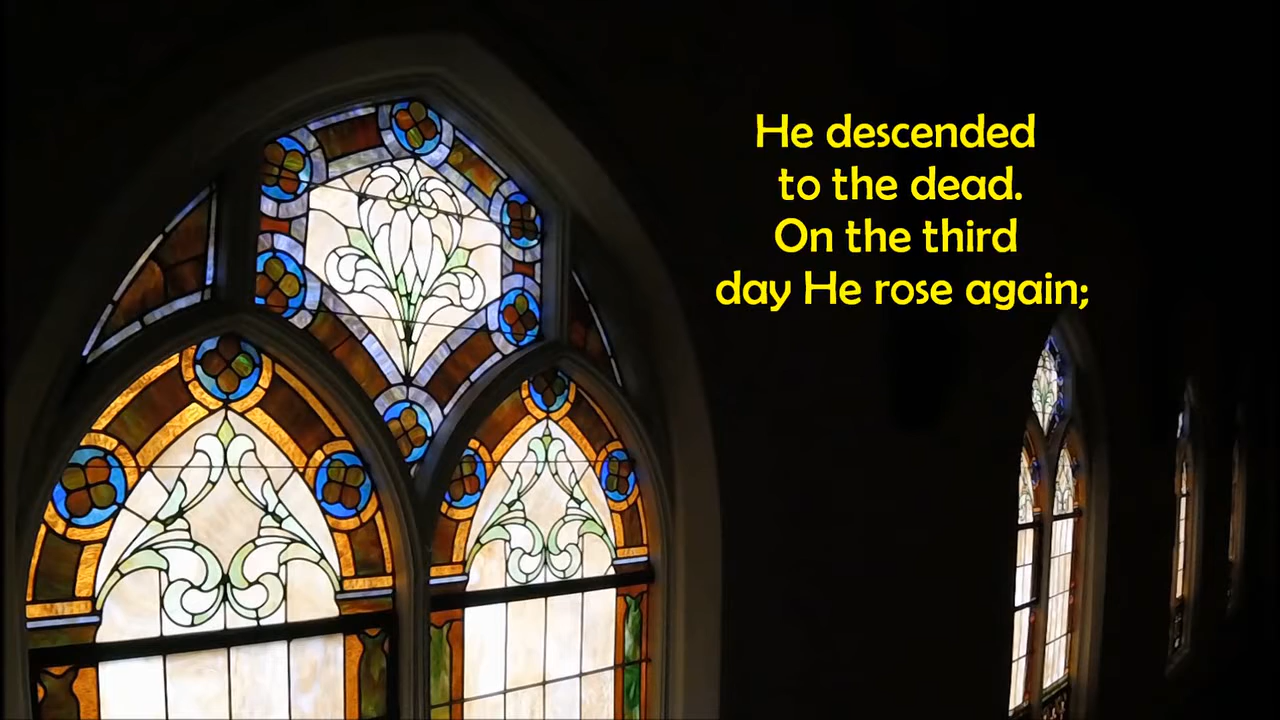 He descended
to the dead.
On the third
day He rose again;